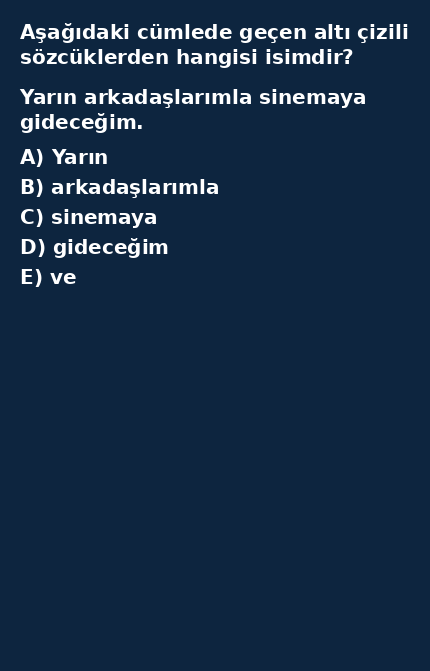 Aşağıdaki cümlede geçen altı çizili
sözcüklerden hangisi isimdir?
Yarın arkadaşlarımla sinemaya
gideceğim.
A) Yarın
B) arkadaşlarımla
C) sinemaya
D) gideceğim
E) ve